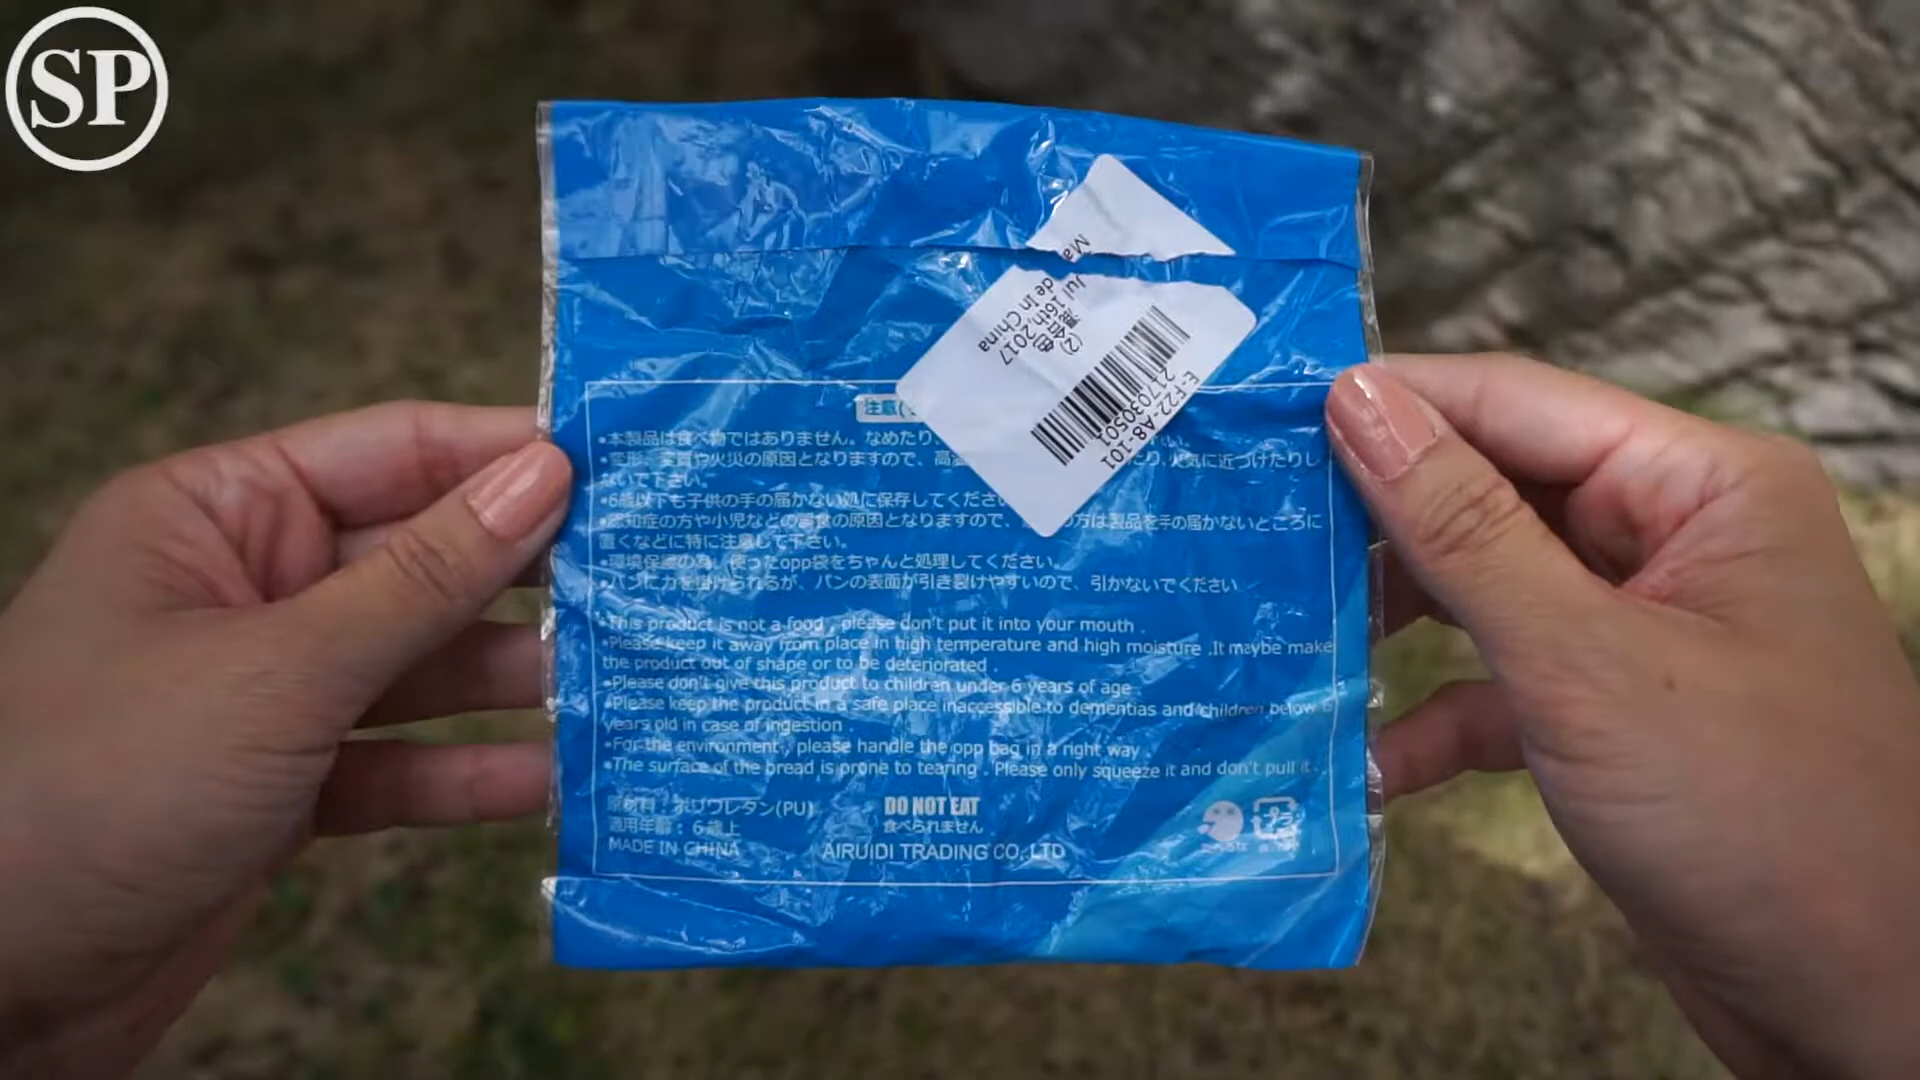 SP
Made In China
Jul 16th,2017
混合色
(2)
217030501
E-F22-A8-101
注意(
•本製品は食べ物ではありません。なめたり、
•変形、変質や火災の原因となりますので、高温 たり、火気に近づけたりし
ないで下さい。
•6歳以下も子供の手の届かない処に保存してくださ
•認知症の方や小児などの誤食の原因となりますので、 の方は製品を手の届かないところに
置くなどに特に注意して下さい。
•環境保護の為、使ったopp袋をちゃんと処理してください。
•パンに力を掛けられるが、パンの表面が引き裂けやすいので、引かないでください
•This product is not a food , please don't put it into your mouth .
•Please keep it away from place in high temperature and high moisture .It maybe make
the product out of shape or to be deteriorated .
•Please don't give this product to children under 6 years of age .
•Please keep the product in a safe place inaccessible to dementias and children below 6
years old in case of ingestion .
•For the environment , please handle the opp bag in a right way .
•The surface of the bread is prone to tearing . Please only squeeze it and don't pull it .
原材料：ポリウレタン(PU)
適用年齢：6歳上
MADE IN CHINA
DO NOT EAT
食べられません
AIRUIDI TRADING CO, LTD
プラ